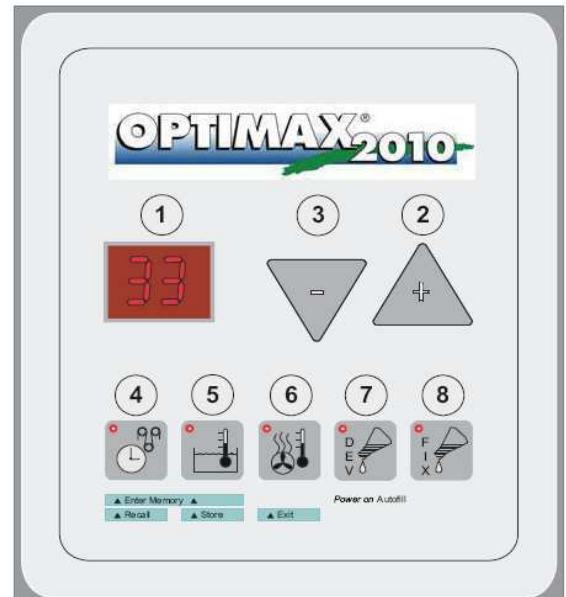 OPTIMAX® 2010
1 3 2
33 - +
4 5 6 7 8
DEV FIX
▲ Enter Memory ▲ Power on Autofill
▲ Recall ▲ Store ▲ Exit